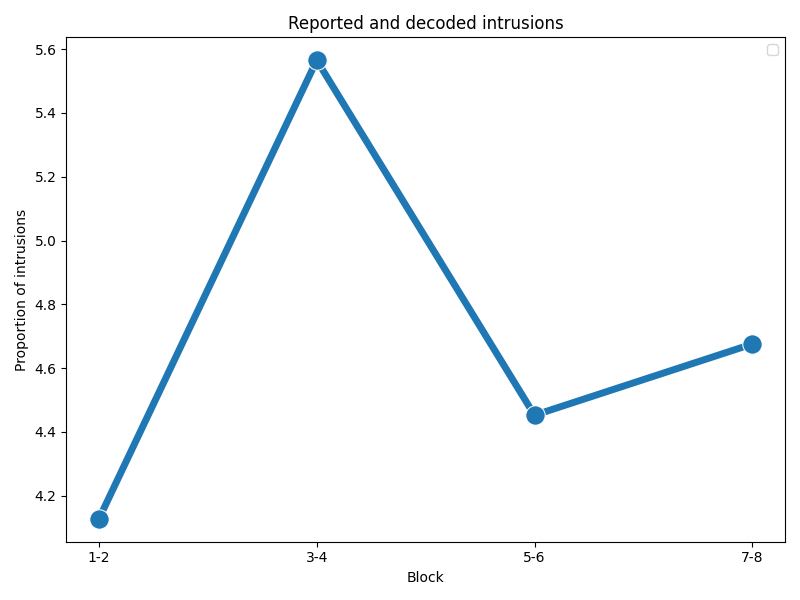 Reported and decoded intrusions
5.6
5.4
5.2
5.0
4.8
4.6
4.4
4.2
Proportion of intrusions
1-2 3-4 5-6 7-8
Block